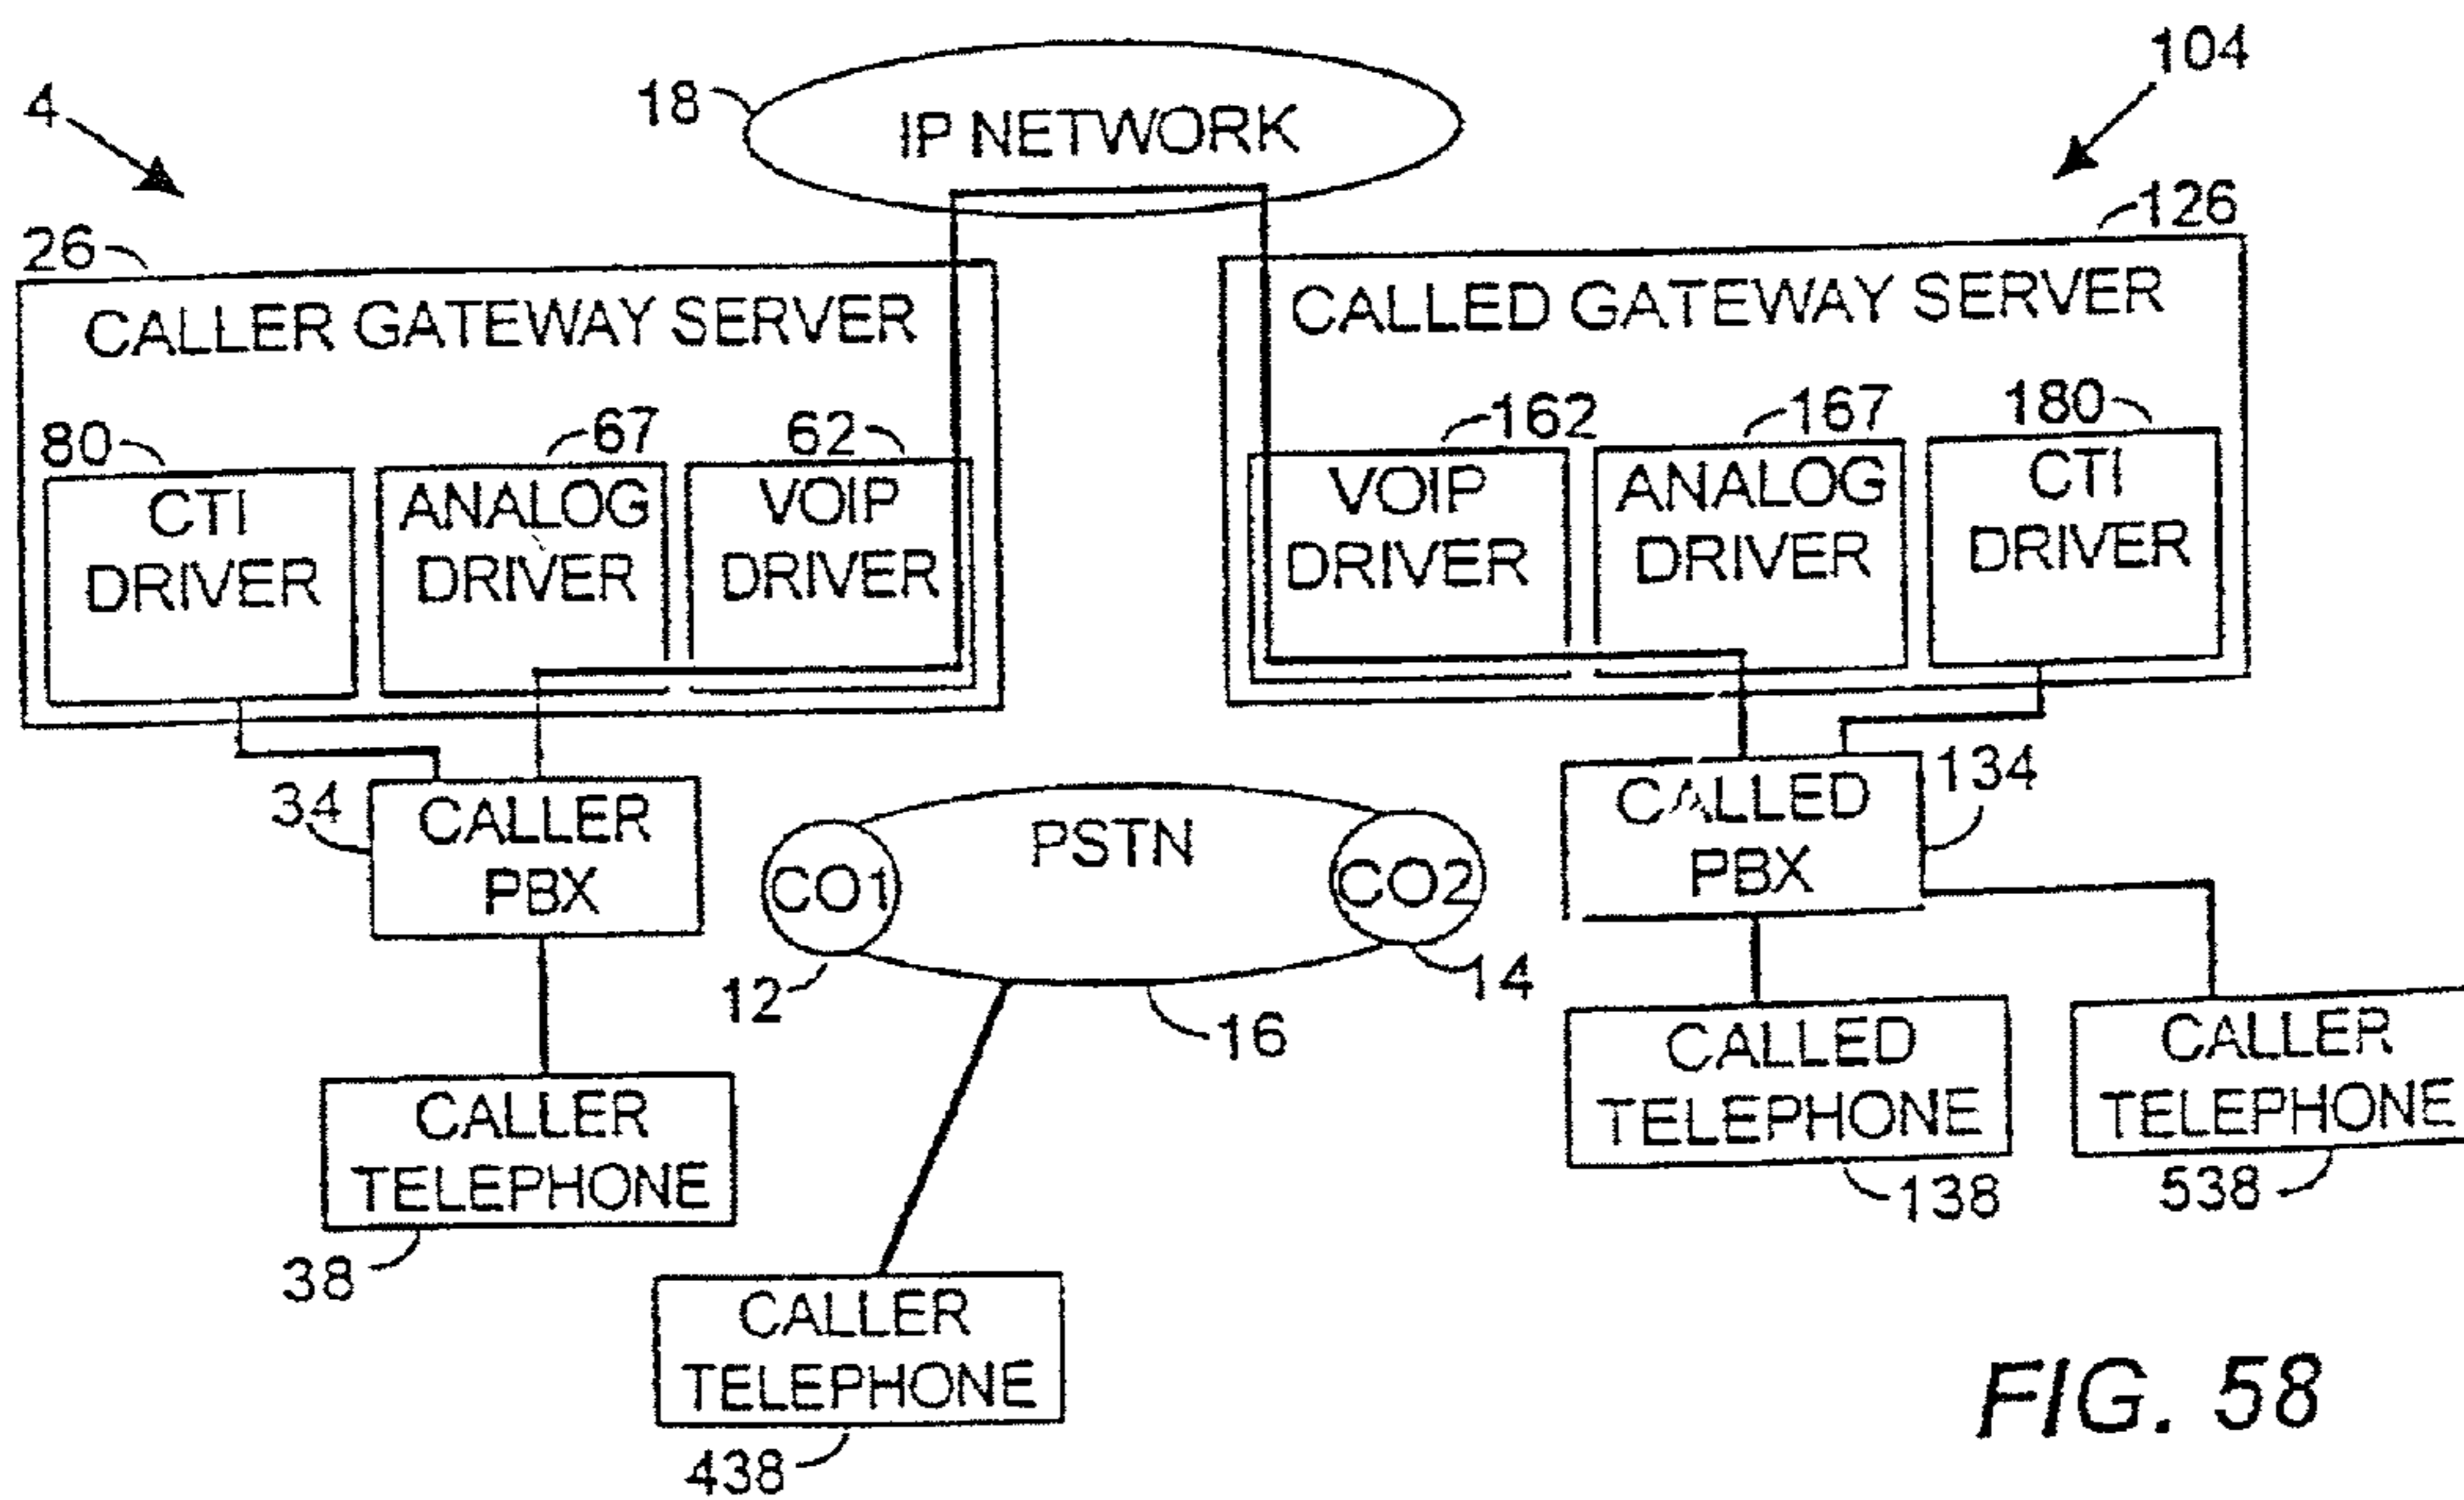 18
IP NETWORK
4
104
26
126
CALLER GATEWAY SERVER
CALLED GATEWAY SERVER
80
67
62
162
167
180
CTI
DRIVER
ANALOG
DRIVER
VOIP
DRIVER
VOIP
DRIVER
ANALOG
DRIVER
CTI
DRIVER
34
CALLER
PBX
PSTN
CO1
CO2
12
16
14
CALLED
PBX
134
CALLER
TELEPHONE
38
CALLER
TELEPHONE
438
CALLED
TELEPHONE
138
CALLER
TELEPHONE
538
FIG. 58